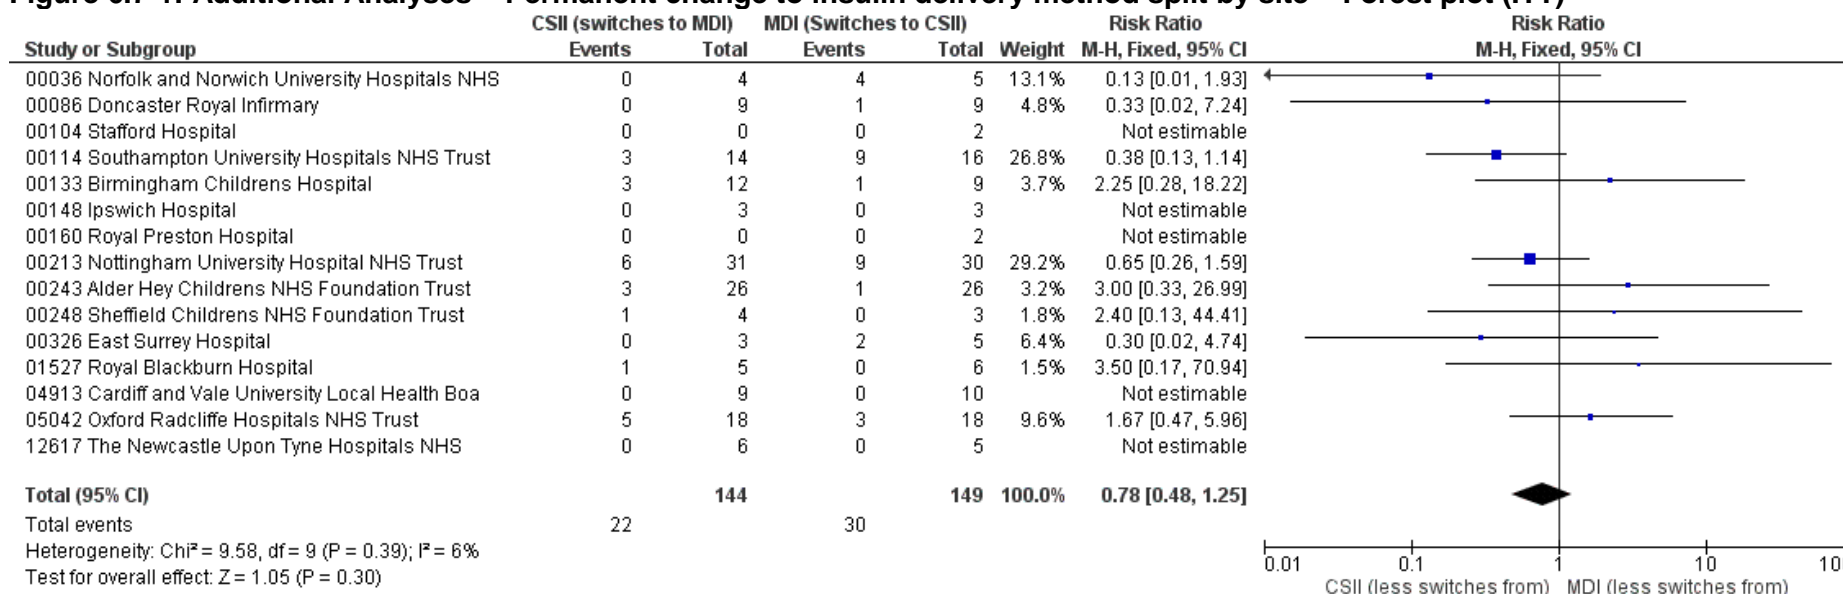 CSII (switches to MDI) MDI (Switches to CSII) Risk Ratio Risk Ratio
Study or Subgroup Events Total Events Total Weight M-H, Fixed, 95% CI M-H, Fixed, 95% CI
00036 Norfolk and Norwich University Hospitals NHS 0 4 4 5 13.1% 0.13 [0.01, 1.93]
00086 Doncaster Royal Infirmary 0 9 1 9 4.8% 0.33 [0.02, 7.24]
00104 Stafford Hospital 0 0 0 2 Not estimable
00114 Southampton University Hospitals NHS Trust 3 14 9 16 26.8% 0.38 [0.13, 1.14]
00133 Birmingham Childrens Hospital 3 12 1 9 3.7% 2.25 [0.28, 18.22]
00148 Ipswich Hospital 0 3 0 3 Not estimable
00160 Royal Preston Hospital 0 0 0 2 Not estimable
00213 Nottingham University Hospital NHS Trust 6 31 9 30 29.2% 0.65 [0.26, 1.59]
00243 Alder Hey Childrens NHS Foundation Trust 3 26 1 26 3.2% 3.00 [0.33, 26.99]
00248 Sheffield Childrens NHS Foundation Trust 1 4 0 3 1.8% 2.40 [0.13, 44.41]
00326 East Surrey Hospital 0 3 2 5 6.4% 0.30 [0.02, 4.74]
01527 Royal Blackburn Hospital 1 5 0 6 1.5% 3.50 [0.17, 70.94]
04913 Cardiff and Vale University Local Health Boa 0 9 0 10 Not estimable
05042 Oxford Radcliffe Hospitals NHS Trust 5 18 3 18 9.6% 1.67 [0.47, 5.96]
12617 The Newcastle Upon Tyne Hospitals NHS 0 6 0 5 Not estimable
Total (95% CI) 144 149 100.0% 0.78 [0.48, 1.25]
Total events 22 30
Heterogeneity: Chi² = 9.58, df = 9 (P = 0.39); I² = 6%
Test for overall effect: Z = 1.05 (P = 0.30)
0.01 0.1 1 10 10
CSII (less switches from) MDI (less switches from)